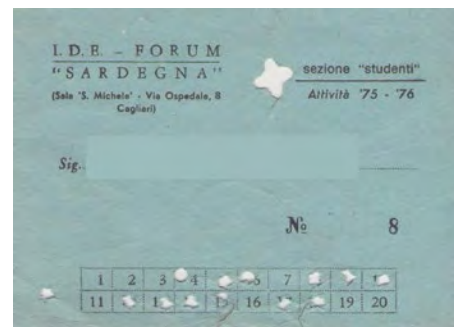 I. D. E. – FORUM
"SARDEGNA"
(Sala 'S. Michele' - Via Ospedale, 8
Cagliari)
sezione "studenti"
Attività '75 - '76
Sig.
№ 8
1 2 3 4 7
11 16 19 20